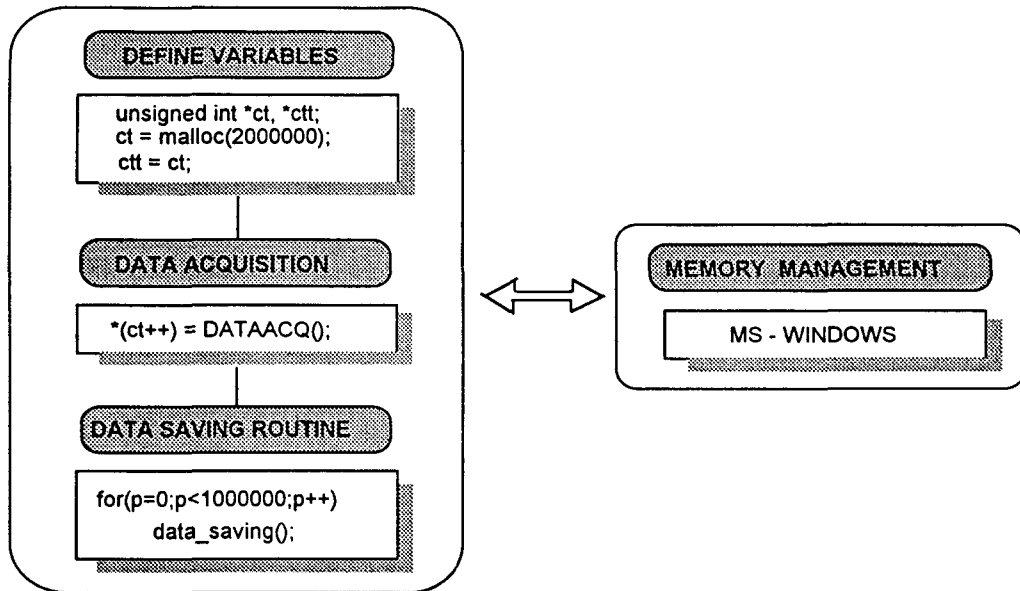 DEFINE VARIABLES
unsigned int *ct, *ctt;
ct = malloc(2000000);
ctt = ct;
DATA ACQUISITION
*(ct++) = DATAACQ();
DATA SAVING ROUTINE
for(p=0;p<1000000;p++)
data_saving();
MEMORY MANAGEMENT
MS - WINDOWS